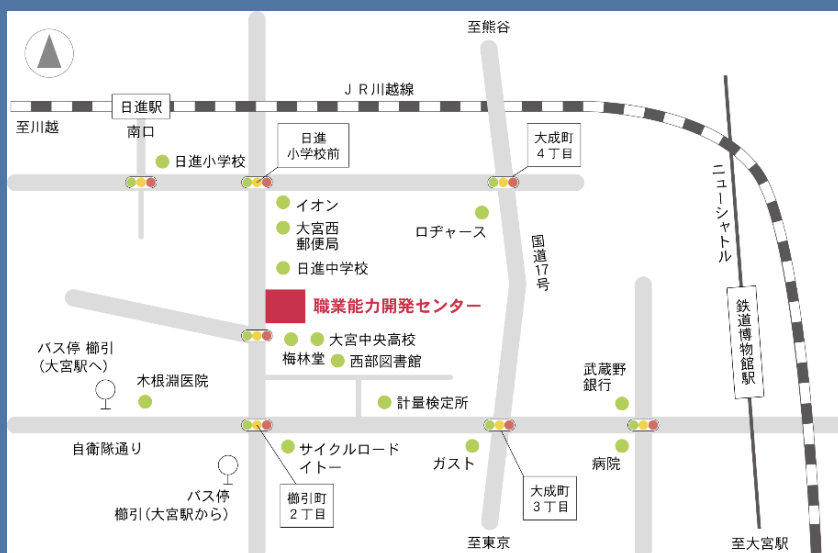 至熊谷
ＪＲ川越線
日進駅
至川越
南口
日進
小学校前
大成町
４丁目
日進小学校
イオン
大宮西
郵便局
日進中学校
ロヂャース
国道17号
ニューシャトル
職業能力開発センター
鉄道博物館駅
大宮中央高校
梅林堂
西部図書館
バス停 櫛引
（大宮駅へ）
木根淵医院
武蔵野
銀行
計量検定所
自衛隊通り
サイクルロード
イトー
ガスト
病院
バス停
櫛引（大宮駅から）
櫛引町
２丁目
大成町
３丁目
至東京
至大宮駅